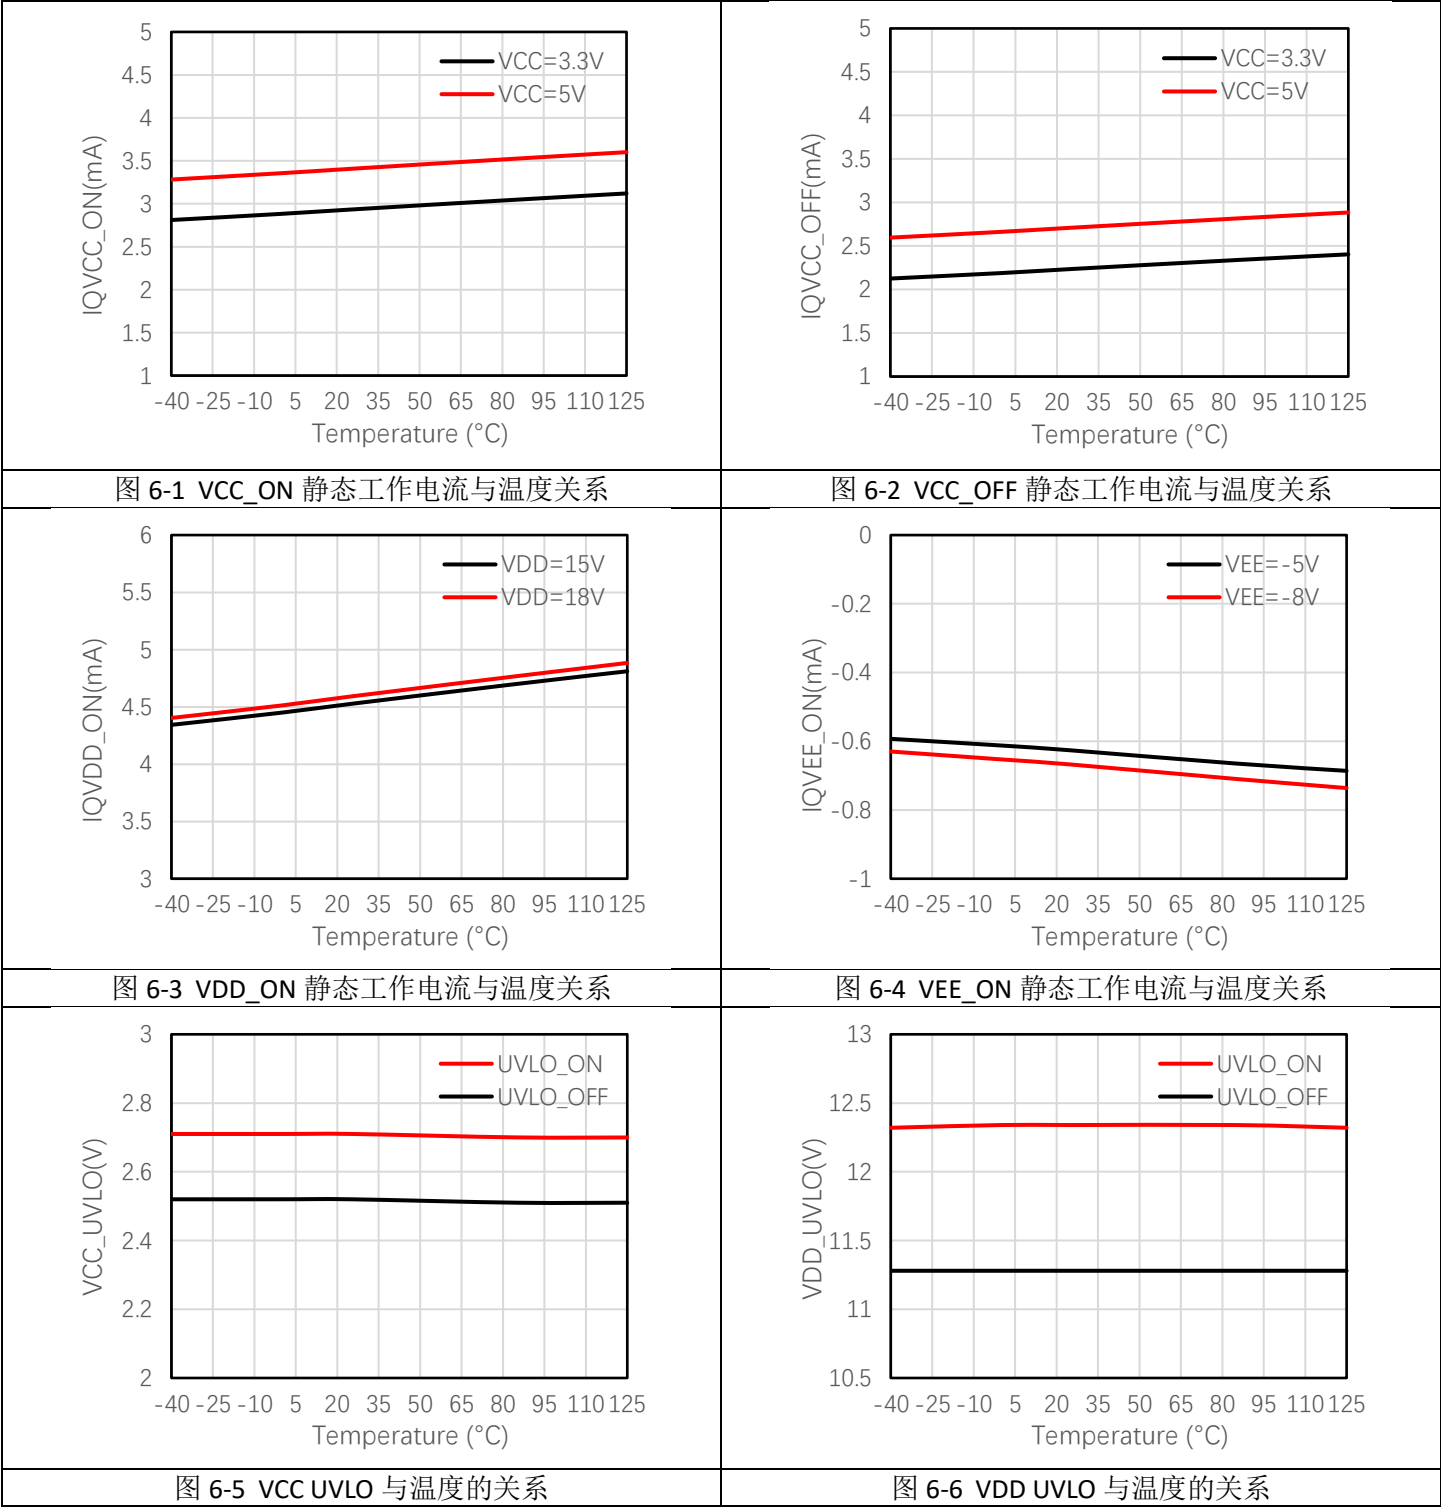 5
4.5
4
3.5
3
2.5
2
1.5
1
IQVCC_ON(mA)
VCC=3.3V
VCC=5V
-40 -25 -10 5 20 35 50 65 80 95 110 125
Temperature (°C)
图 6-1 VCC_ON 静态工作电流与温度关系
5
4.5
4
3.5
3
2.5
2
1.5
1
IQVCC_OFF(mA)
VCC=3.3V
VCC=5V
-40 -25 -10 5 20 35 50 65 80 95 110 125
Temperature (°C)
图 6-2 VCC_OFF 静态工作电流与温度关系
6
5.5
5
4.5
4
3.5
3
IQVDD_ON(mA)
VDD=15V
VDD=18V
-40 -25 -10 5 20 35 50 65 80 95 110 125
Temperature (°C)
图 6-3 VDD_ON 静态工作电流与温度关系
0
-0.2
-0.4
-0.6
-0.8
-1
IQVEE_ON(mA)
VEE=-5V
VEE=-8V
-40 -25 -10 5 20 35 50 65 80 95 110 125
Temperature (°C)
图 6-4 VEE_ON 静态工作电流与温度关系
3
2.8
2.6
2.4
2.2
2
VCC_UVLO(V)
UVLO_ON
UVLO_OFF
-40 -25 -10 5 20 35 50 65 80 95 110 125
Temperature (°C)
图 6-5 VCC UVLO 与温度的关系
13
12.5
12
11.5
11
10.5
VDD_UVLO(V)
UVLO_ON
UVLO_OFF
-40 -25 -10 5 20 35 50 65 80 95 110 125
Temperature (°C)
图 6-6 VDD UVLO 与温度的关系